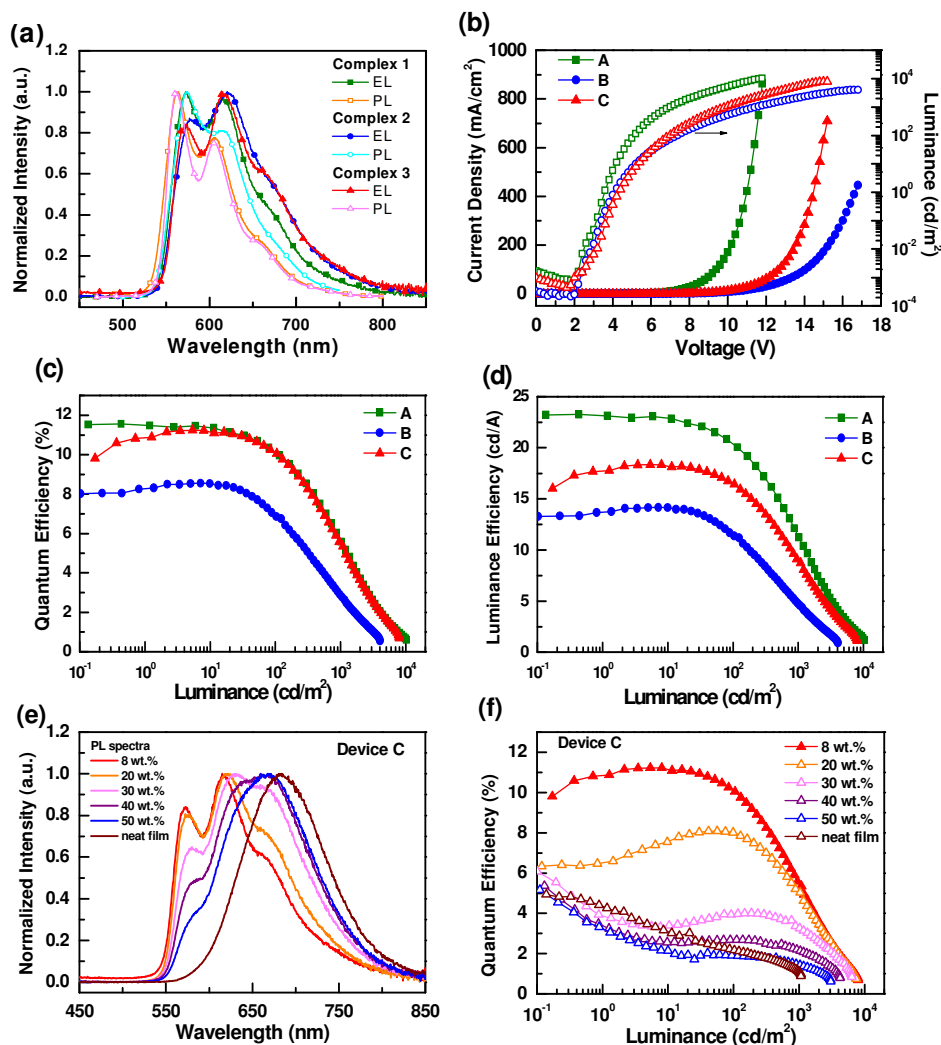 (a)
Normalized Intensity (a.u.)
1.2
1.0
0.8
0.6
0.4
0.2
0.0
500 600 700 800
Wavelength (nm)
Complex 1
EL
PL
Complex 2
EL
PL
Complex 3
EL
PL
(b)
Current Density (mA/cm²)
1000
900
800
600
400
200
0
0 2 4 6 8 10 12 14 16 18
Voltage (V)
A
B
C
10⁴
10²
10⁰
10⁻²
10⁻⁴
Luminance (cd/m²)
(c)
Quantum Efficiency (%)
12
10
8
6
4
2
0
10⁻¹ 10⁰ 10¹ 10² 10³ 10⁴
Luminance (cd/m²)
A
B
C
(d)
Luminance Efficiency (cd/A)
25
23
20
15
10
5
0
10⁻¹ 10⁰ 10¹ 10² 10³ 10⁴
Luminance (cd/m²)
A
B
C
(e)
Normalized Intensity (a.u.)
1.2
1.0
0.8
0.6
0.4
0.2
0.0
450 500 550 600 650 700 750 800 850
Wavelength (nm)
PL spectra
8 wt.%
20 wt.%
30 wt.%
40 wt.%
50 wt.%
neat film
Device C
(f)
Quantum Efficiency (%)
12
10
8
6
4
2
0
10⁻¹ 10⁰ 10¹ 10² 10³ 10⁴
Luminance (cd/m²)
Device C
8 wt.%
20 wt.%
30 wt.%
40 wt.%
50 wt.%
neat film